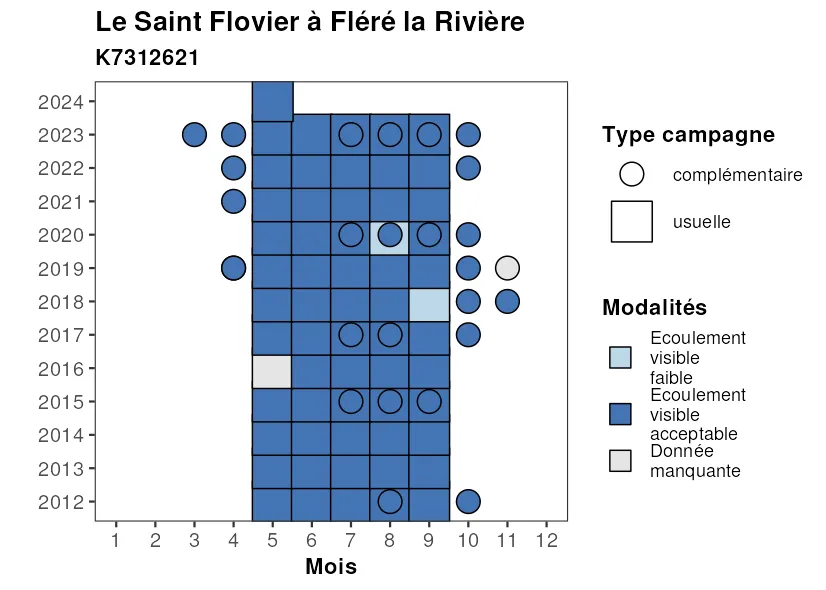 Le Saint Flovier à Fléré la Rivière
K7312621
2024
2023
2022
2021
2020
2019
2018
2017
2016
2015
2014
2013
2012
1 2 3 4 5 6 7 8 9 10 11 12
Mois
Type campagne
complémentaire
usuelle
Modalités
Ecoulement
visible
faible
Ecoulement
visible
acceptable
Donnée
manquante